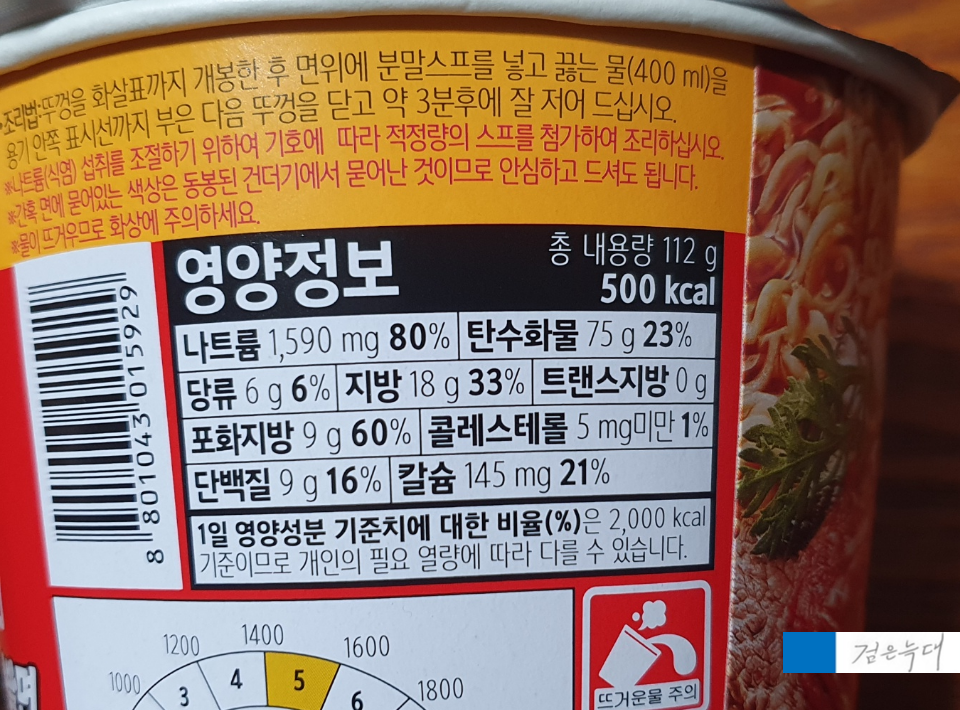 •조리법:뚜껑을 화살표까지 개봉한 후 면위에 분말스프를 넣고 끓는 물(400 ml)을
용기 안쪽 표시선까지 부은 다음 뚜껑을 닫고 약 3분후에 잘 저어 드십시오.
※나트륨(식염) 섭취를 조절하기 위하여 기호에 따라 적정량의 스프를 첨가하여 조리하십시오.
※간혹 면에 묻어있는 색상은 동봉된 건더기에서 묻어난 것이므로 안심하고 드셔도 됩니다.
※물이 뜨거우므로 화상에 주의하세요.
영양정보
총 내용량 112 g
500 kcal
나트륨 1,590 mg 80% 탄수화물 75 g 23%
당류 6 g 6% 지방 18 g 33% 트랜스지방 0 g
포화지방 9 g 60% 콜레스테롤 5 mg미만 1%
단백질 9 g 16% 칼슘 145 mg 21%
1일 영양성분 기준치에 대한 비율(%)은 2,000 kcal
기준이므로 개인의 필요 열량에 따라 다를 수 있습니다.
8 801043 015929
1000 1200 1400 1600 1800
3 4 5 6
뜨거운물 주의
검은늑대